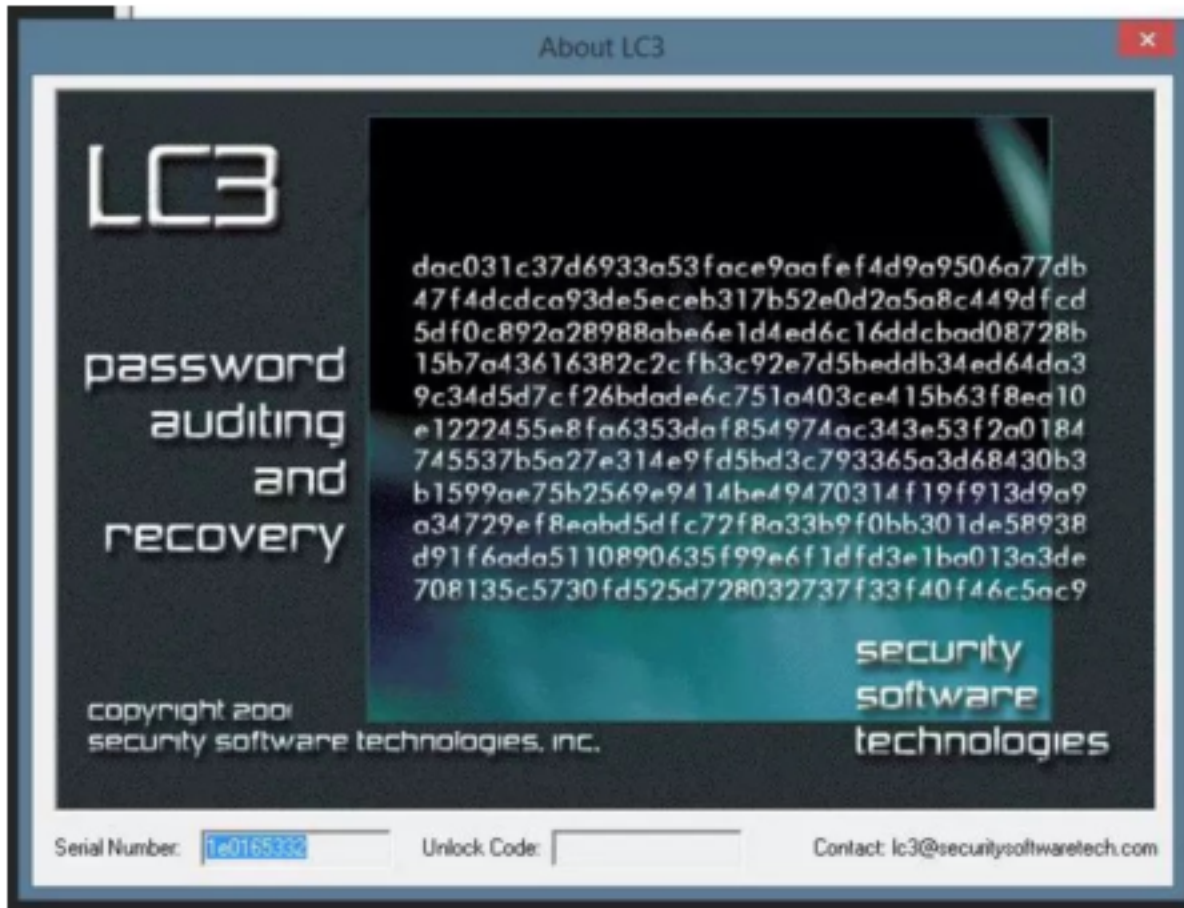 About LC3
LC3
password
auditing
and
recovery
dac031c37d6933a53face9aafef4d9a9506a77db
47f4dcdca93de5eceb317b52e0d2a5a8c449dfcd
5df0c892a28988abe6e1d4ed6c16ddcbad08728b
15b7a43616382c2cfb3c92e7d5beddb34ed64da3
9c34d5d7cf26bdade6c751a403ce415b63f8ea10
e1222455e8fa6353daf854974ac343e53f2a0184
745537b5a27e314e9fd5bd3c793365a3d68430b3
b1599ae75b2569e9414be49470314f19f913d9a9
a34729ef8eabd5dfc72f8a33b9f0bb301de58938
d91f6ada5110890635f99e6f1dfd3e1ba013a3de
708135c5730fd525d728032737f33f40f46c5ac9
security
software
technologies
copyright 2001
security software technologies, inc.
Serial Number: 1e0165332 Unlock Code: Contact: lc3@securitysoftwaretech.com